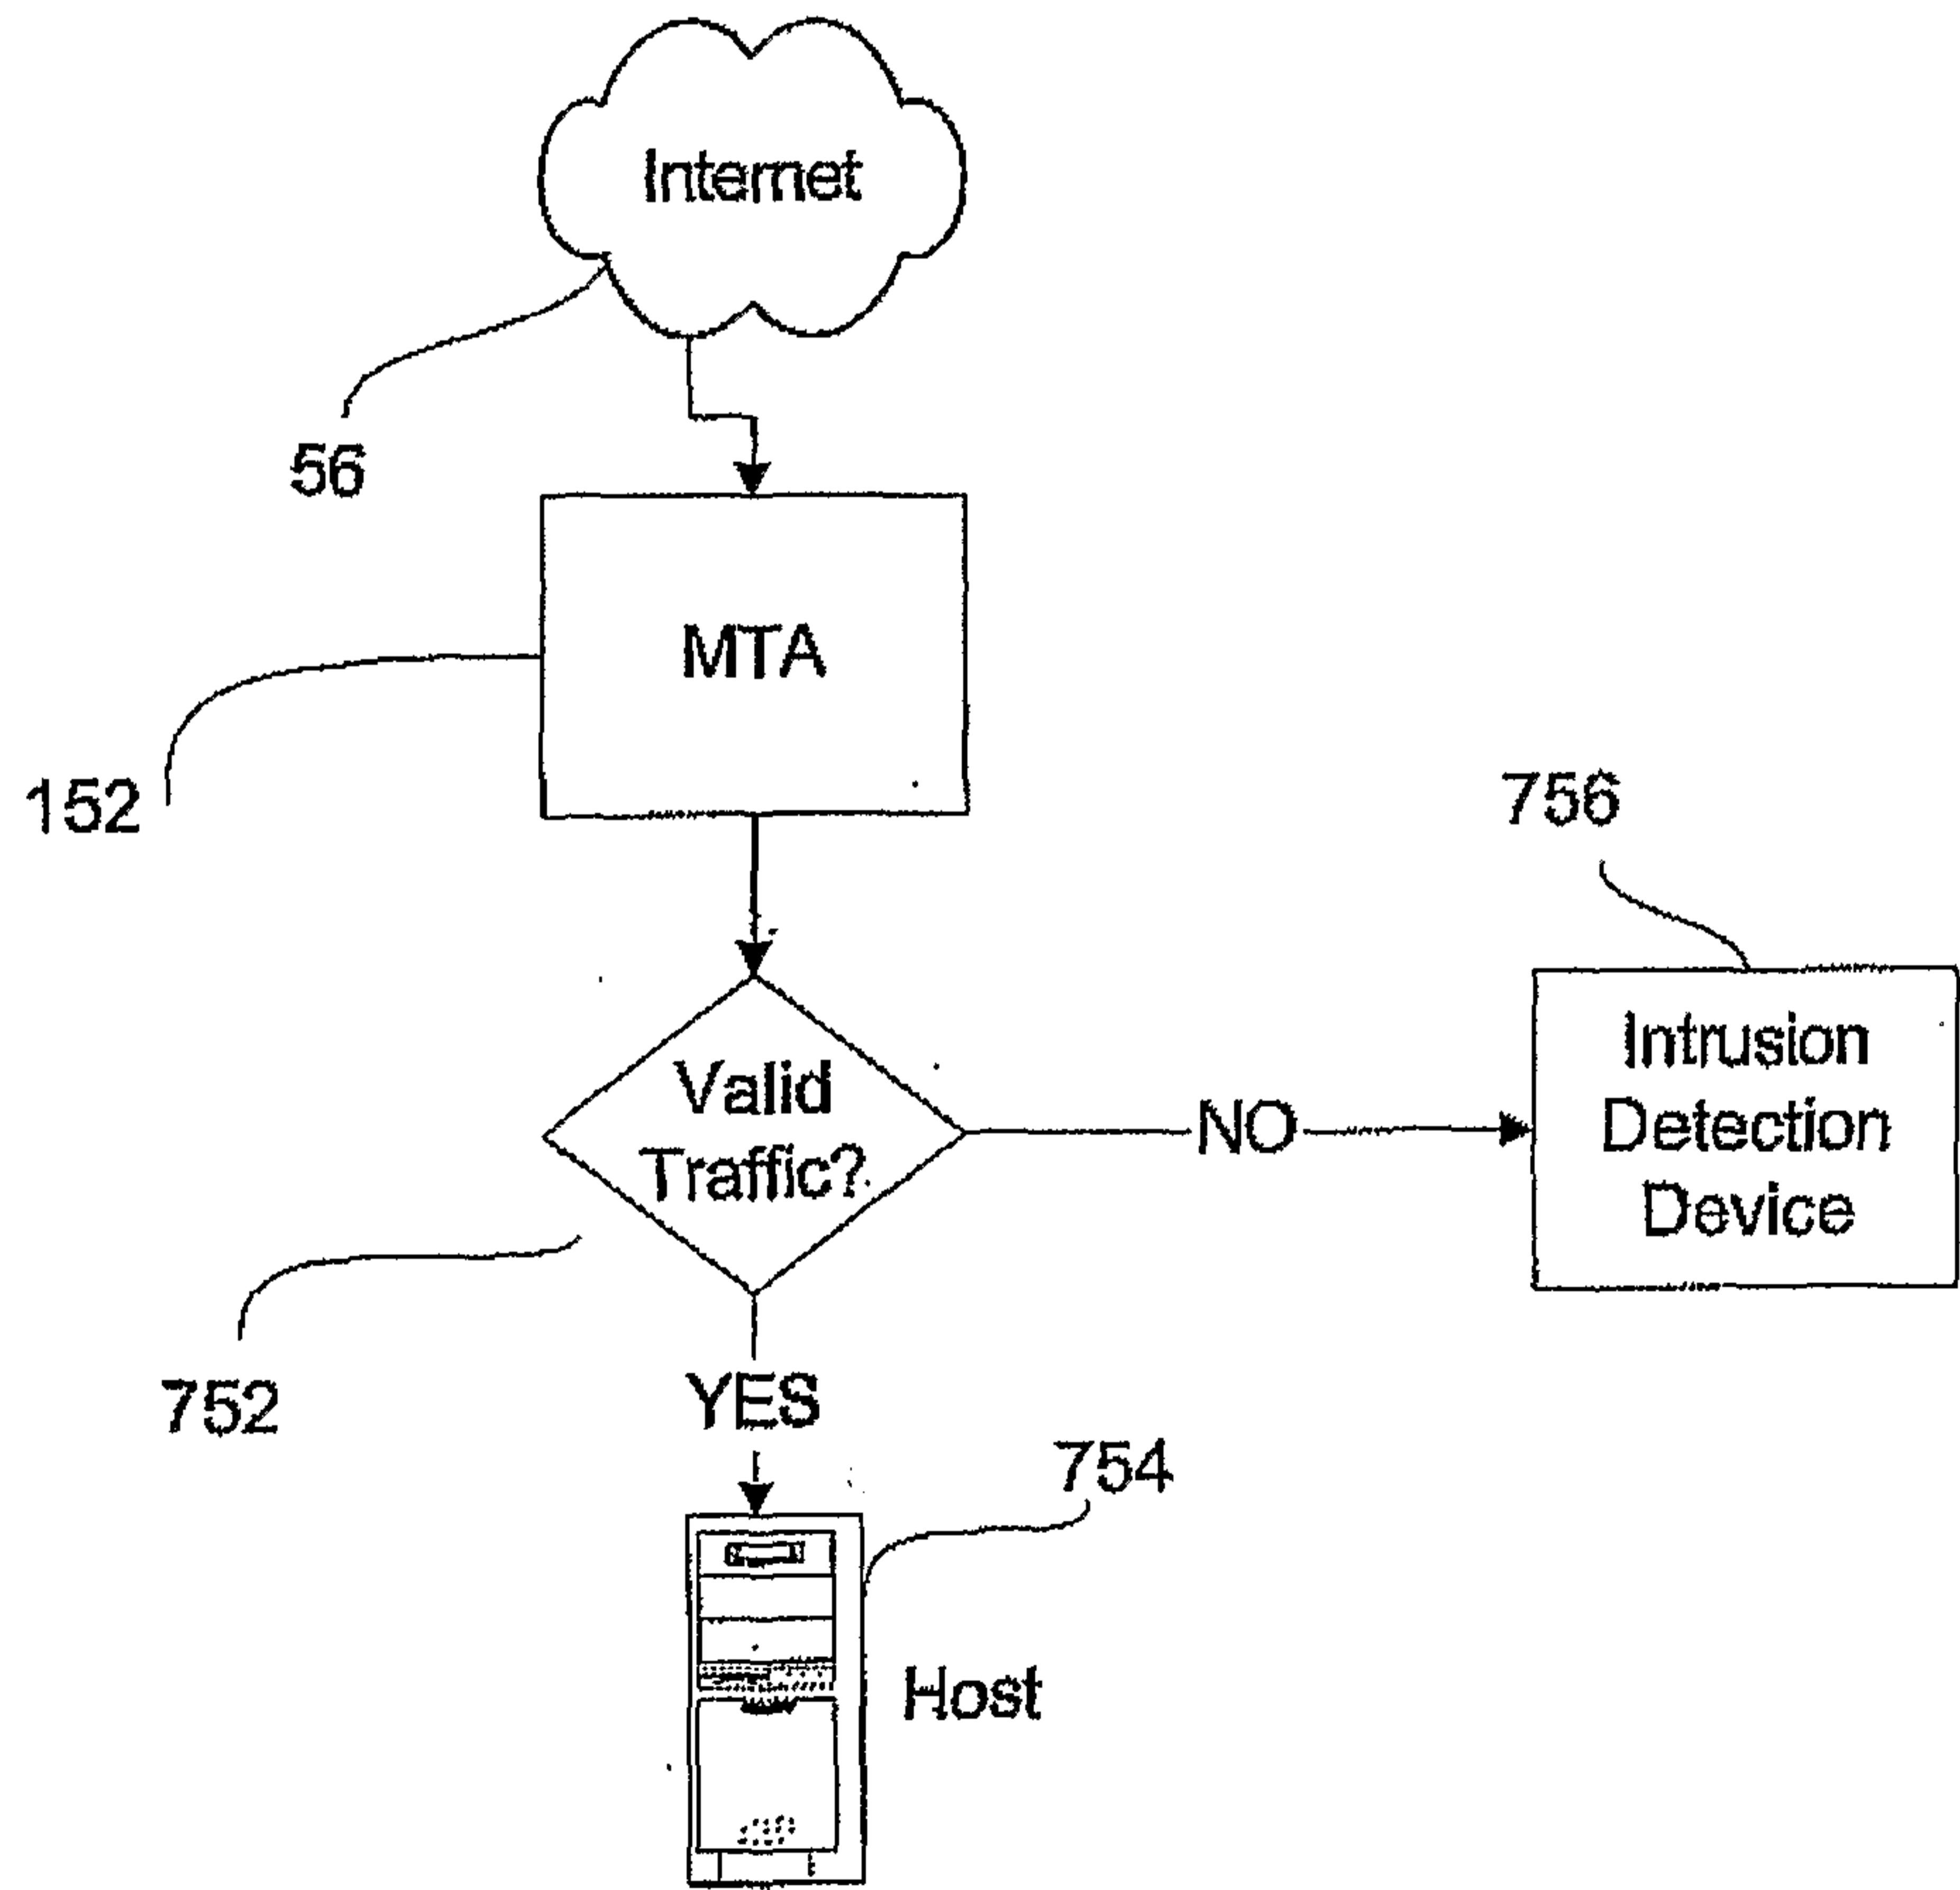 Internet
56
MTA
152
756
Intrusion
Detection
Device
Valid
Traffic?
NO
752
YES
754
Host